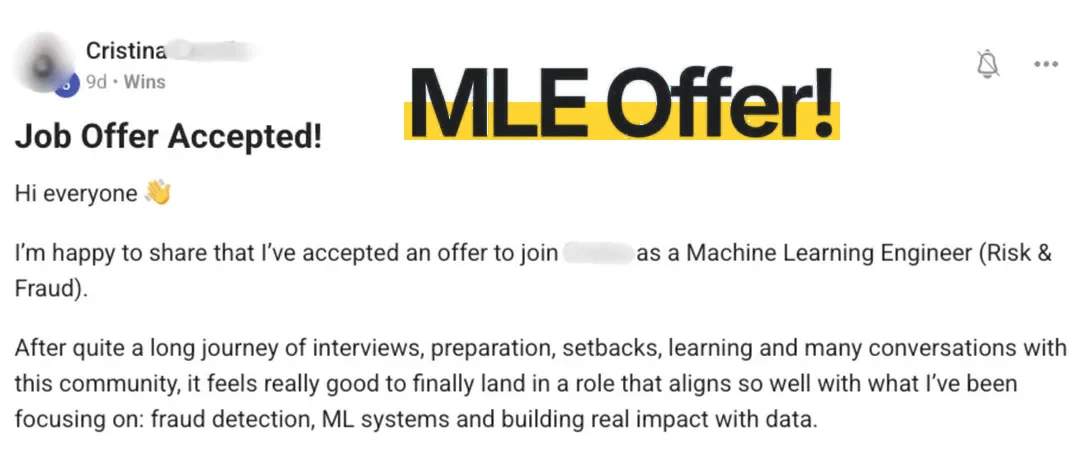 Cristina
9d • Wins
MLE Offer!
Job Offer Accepted!
Hi everyone 👋
I’m happy to share that I’ve accepted an offer to join as a Machine Learning Engineer (Risk &
Fraud).
After quite a long journey of interviews, preparation, setbacks, learning and many conversations with
this community, it feels really good to finally land in a role that aligns so well with what I’ve been
focusing on: fraud detection, ML systems and building real impact with data.